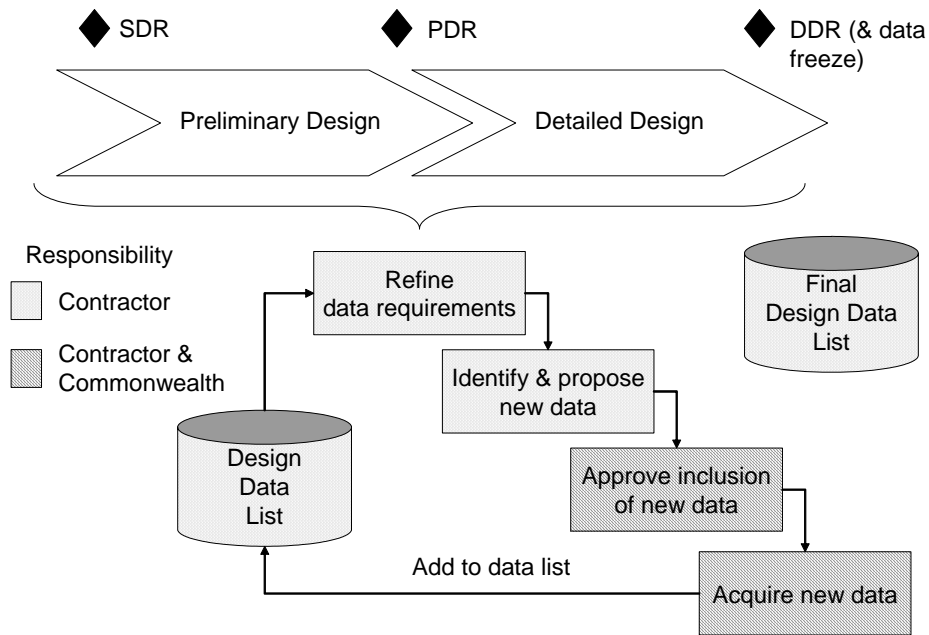 SDR
PDR
DDR (& data
freeze)
Preliminary Design
Detailed Design
Responsibility
Contractor
Contractor &
Commonwealth
Refine
data requirements
Final
Design Data
List
Identify & propose
new data
Design
Data
List
Approve inclusion
of new data
Add to data list
Acquire new data